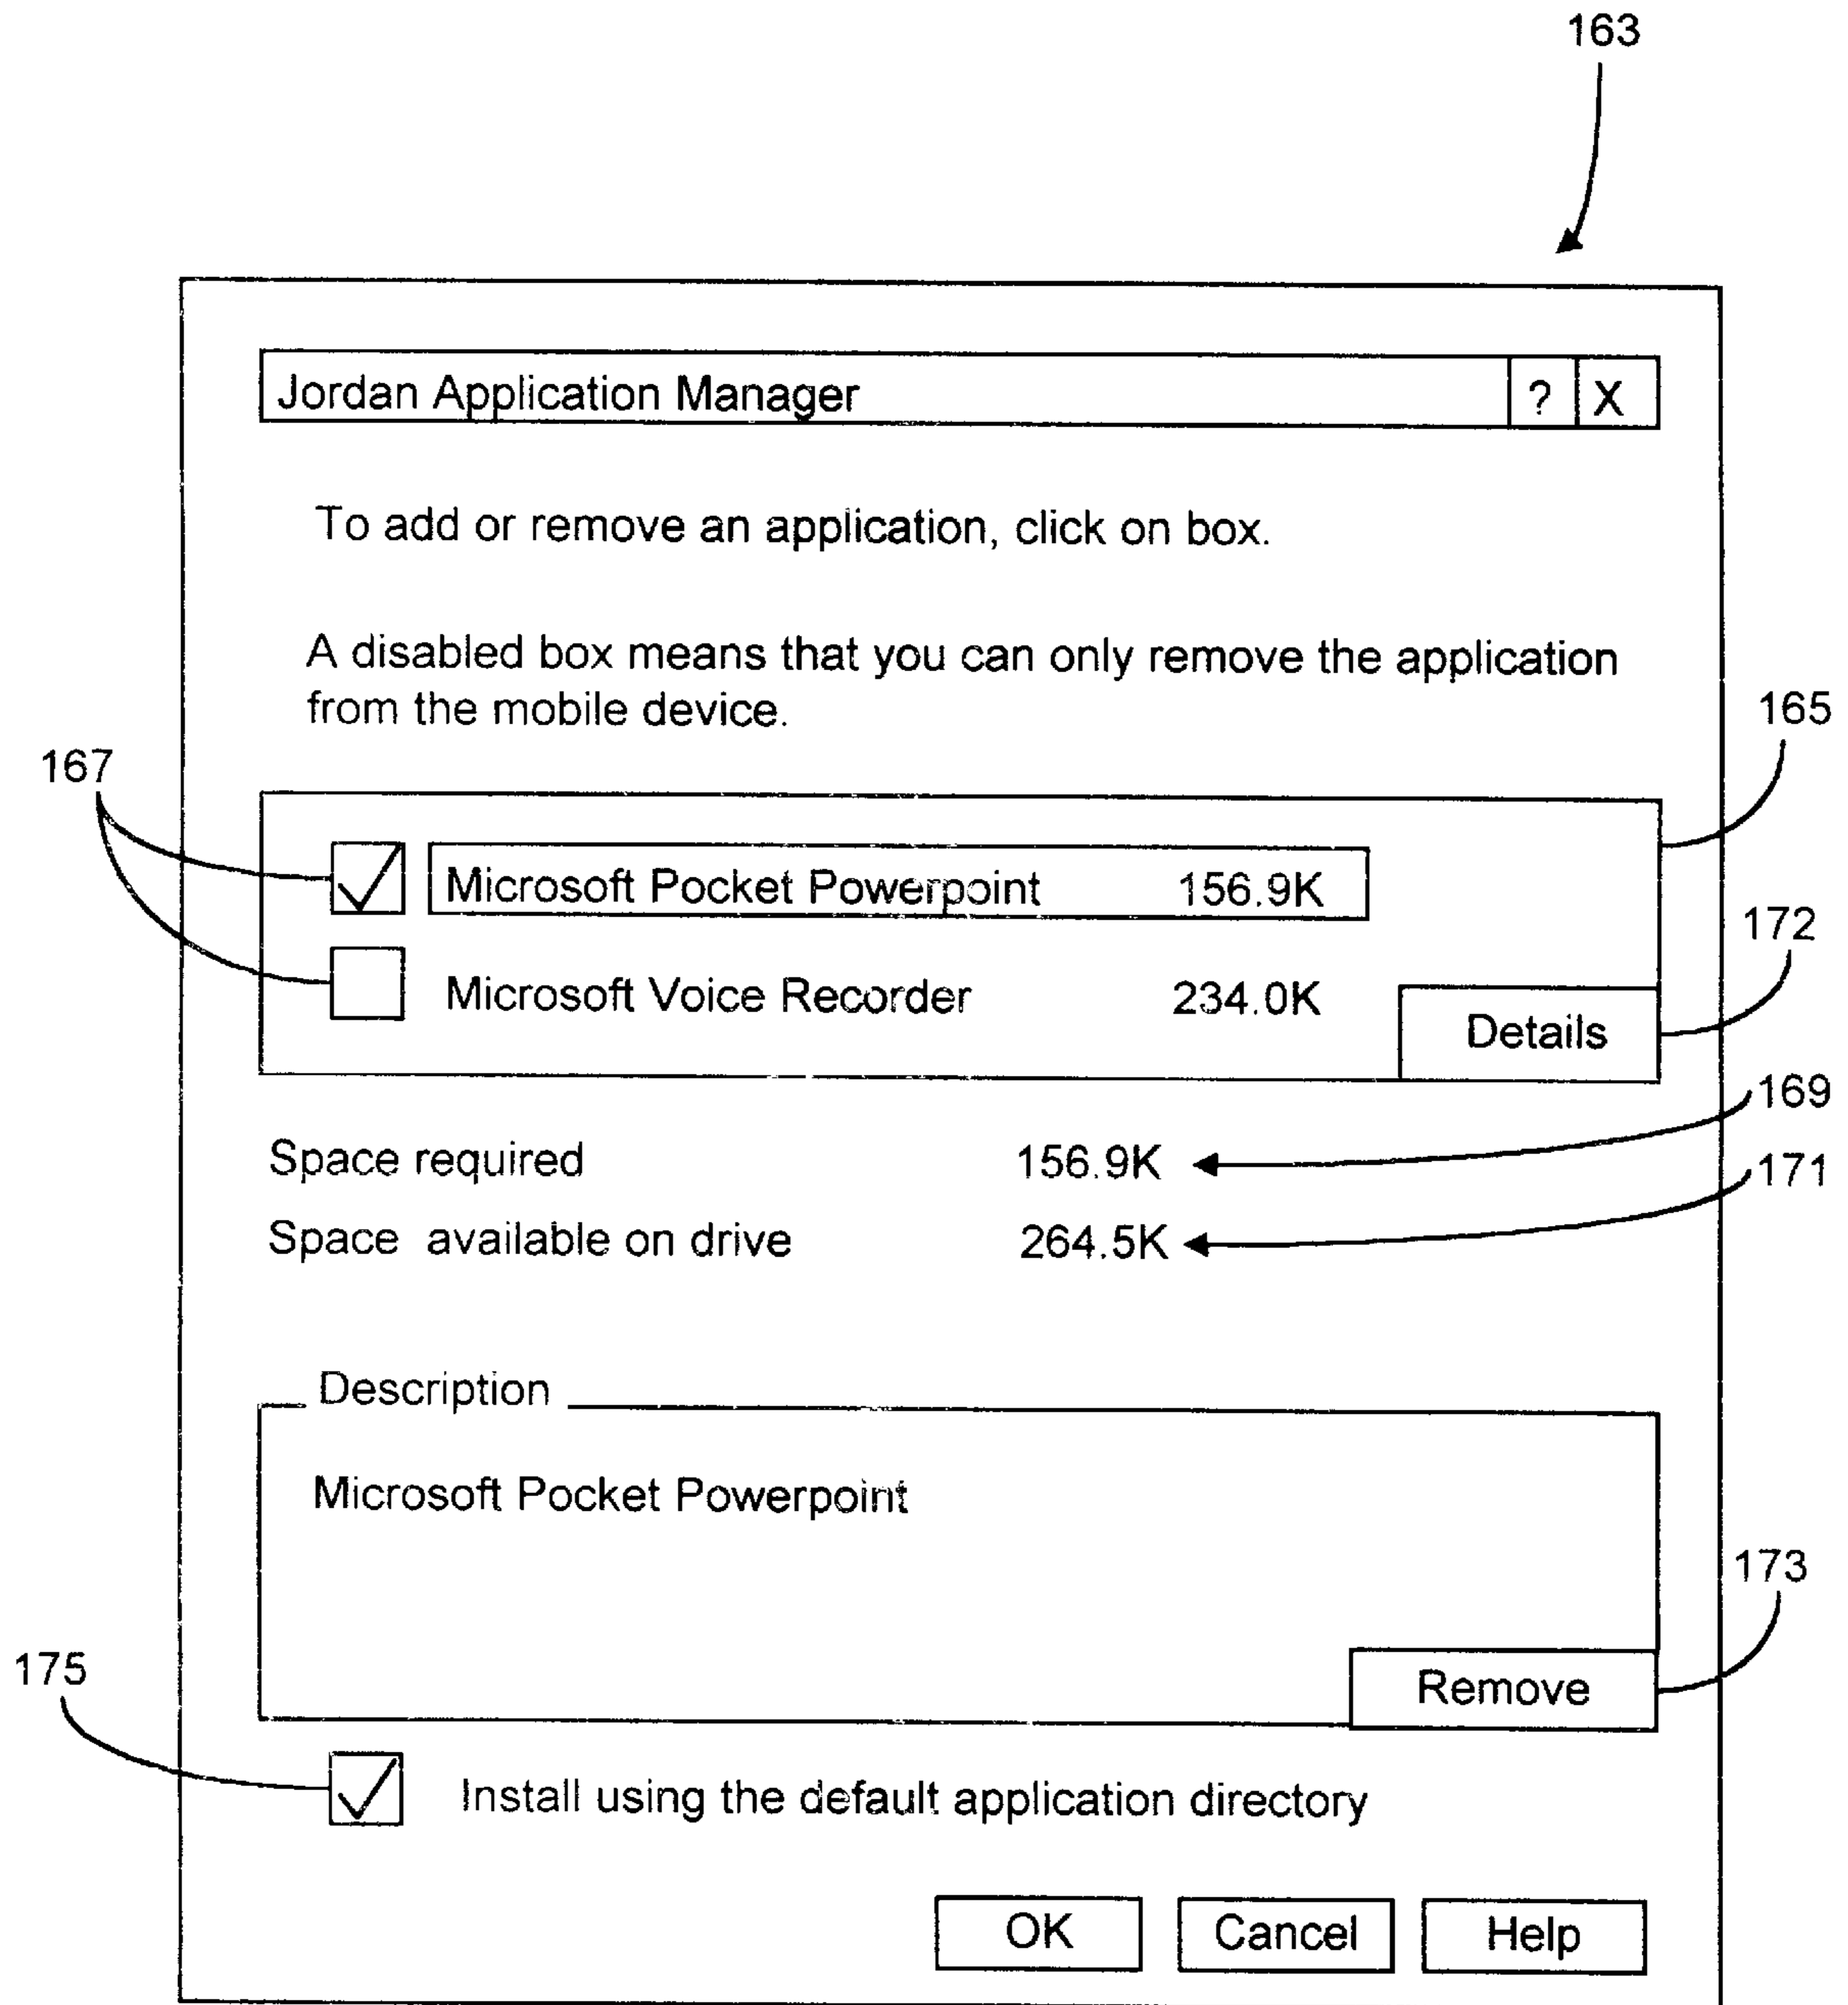 163
Jordan Application Manager ? X
To add or remove an application, click on box.
A disabled box means that you can only remove the application
from the mobile device.
165
167
Microsoft Pocket Powerpoint 156.9K
172
Microsoft Voice Recorder 234.0K
Details
169
Space required 156.9K
171
Space available on drive 264.5K
Description
Microsoft Pocket Powerpoint
173
Remove
175
Install using the default application directory
OK Cancel Help